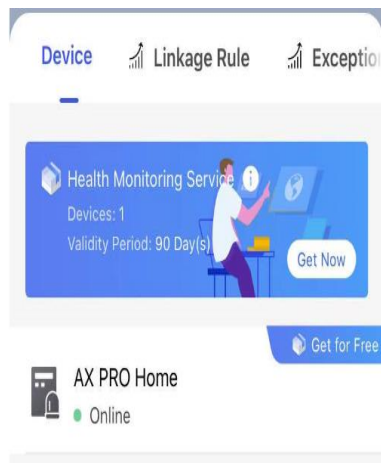 Device Linkage Rule Exceptio
Health Monitoring Service
Devices: 1
Validity Period: 90 Day(s)
Get Now
Get for Free
AX PRO Home
Online